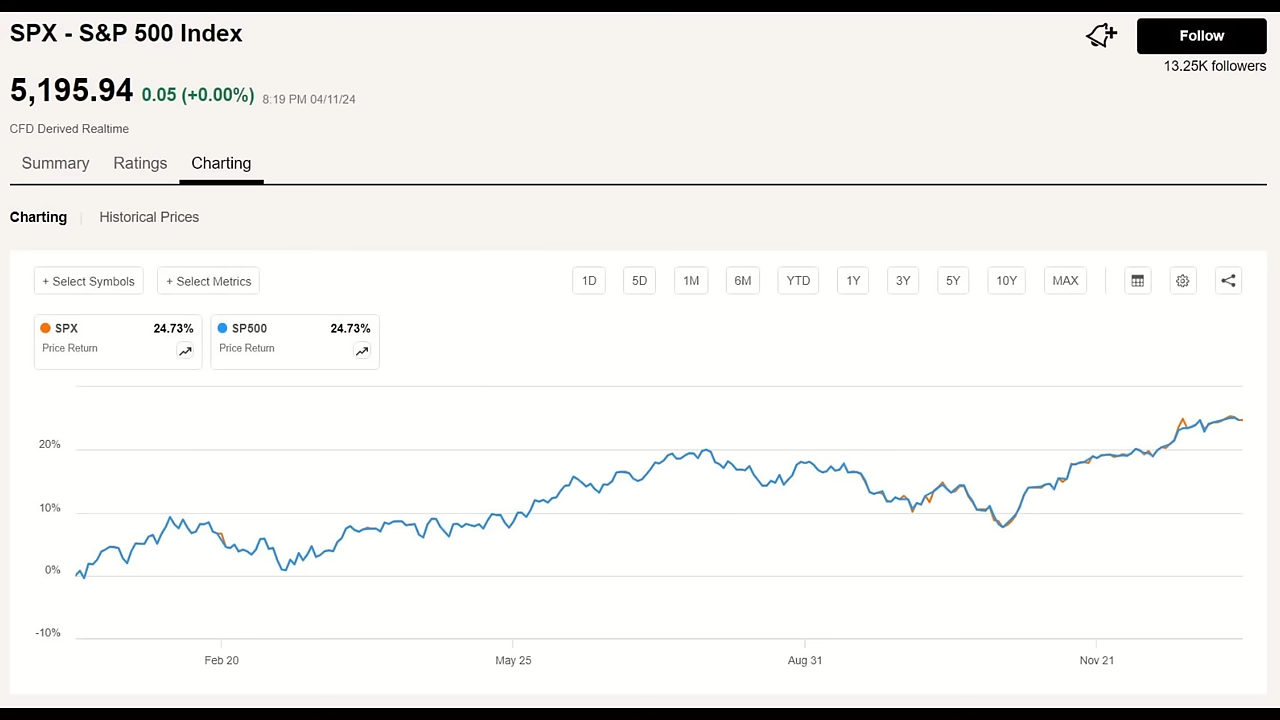 SPX - S&P 500 Index
Follow
13.25K followers
5,195.94 0.05 (+0.00%) 8:19 PM 04/11/24
CFD Derived Realtime
Summary Ratings Charting
Charting Historical Prices
+ Select Symbols + Select Metrics 1D 5D 1M 6M YTD 1Y 3Y 5Y 10Y MAX
SPX 24.73% SP500 24.73%
Price Return Price Return
20%
10%
0%
-10%
Feb 20 May 25 Aug 31 Nov 21